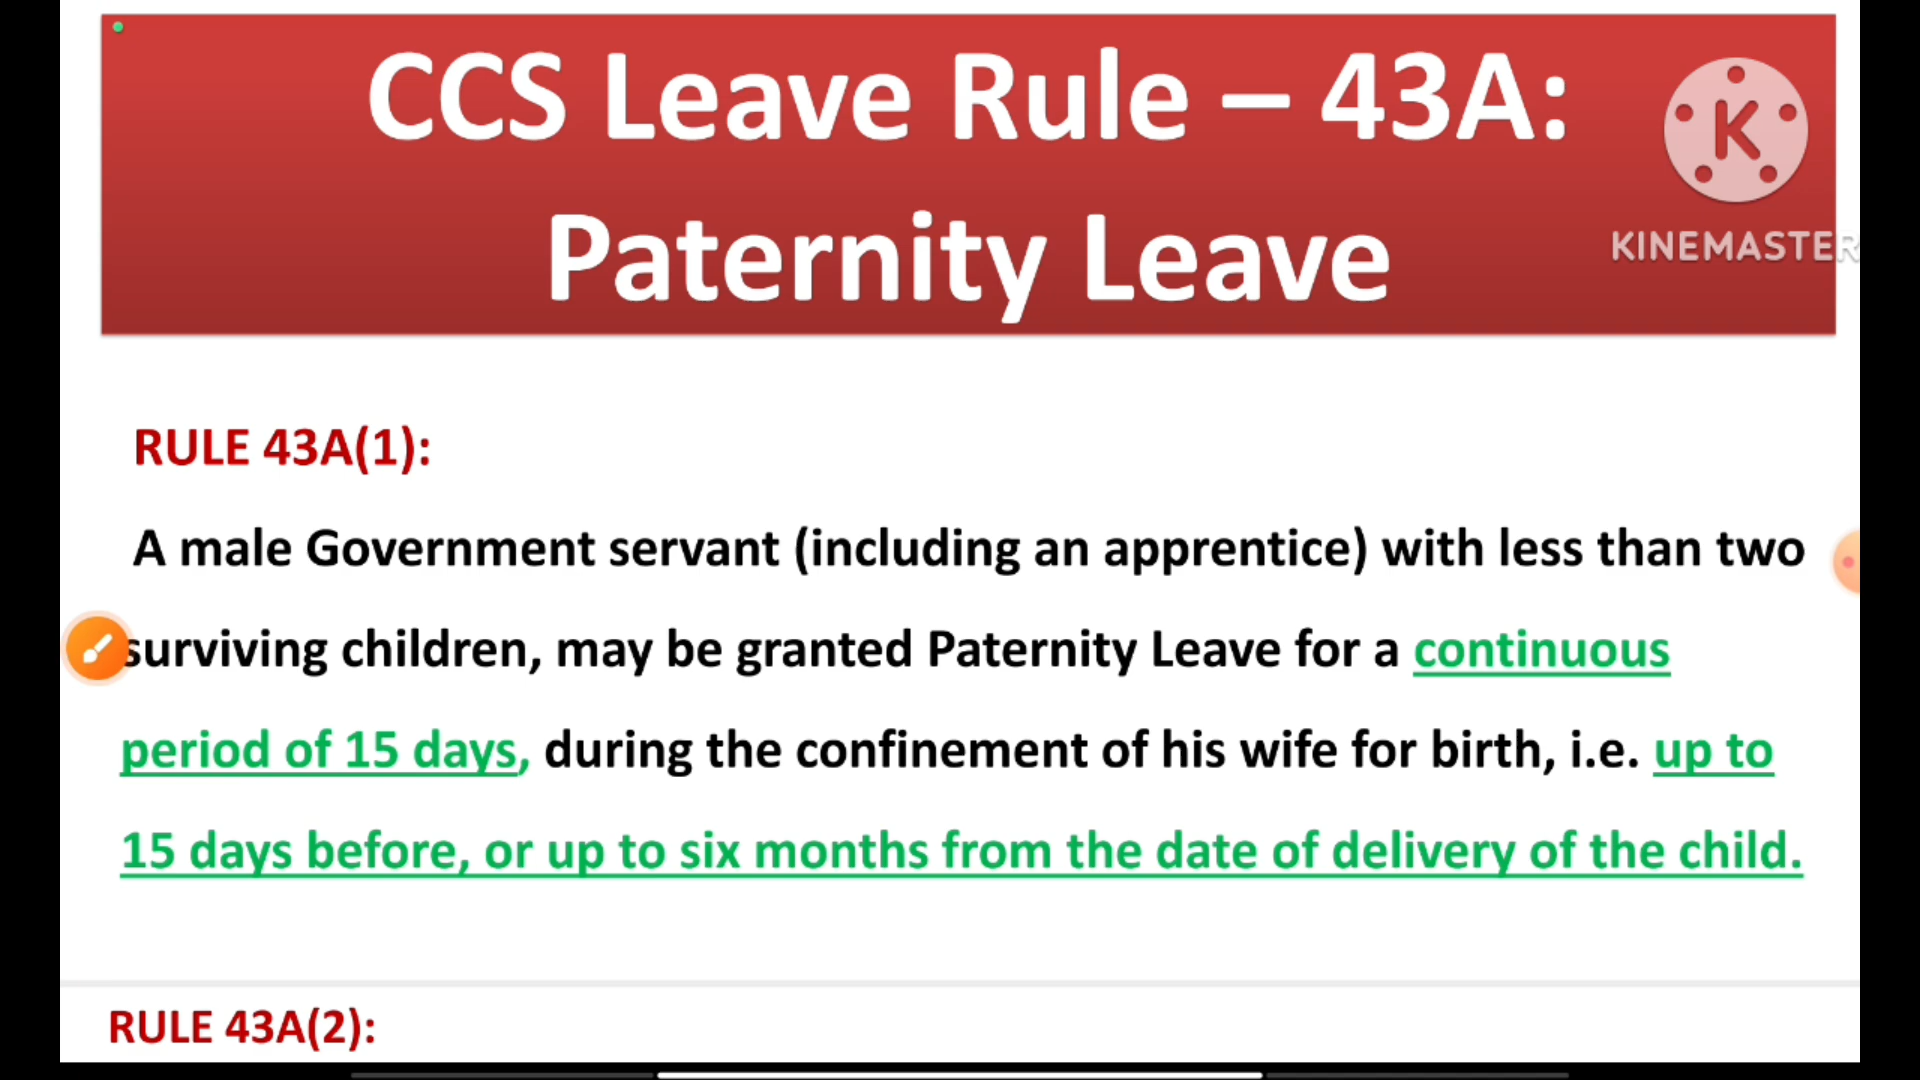 CCS Leave Rule – 43A:
Paternity Leave
K
KINEMASTER
RULE 43A(1):
A male Government servant (including an apprentice) with less than two
surviving children, may be granted Paternity Leave for a continuous
period of 15 days, during the confinement of his wife for birth, i.e. up to
15 days before, or up to six months from the date of delivery of the child.
RULE 43A(2):